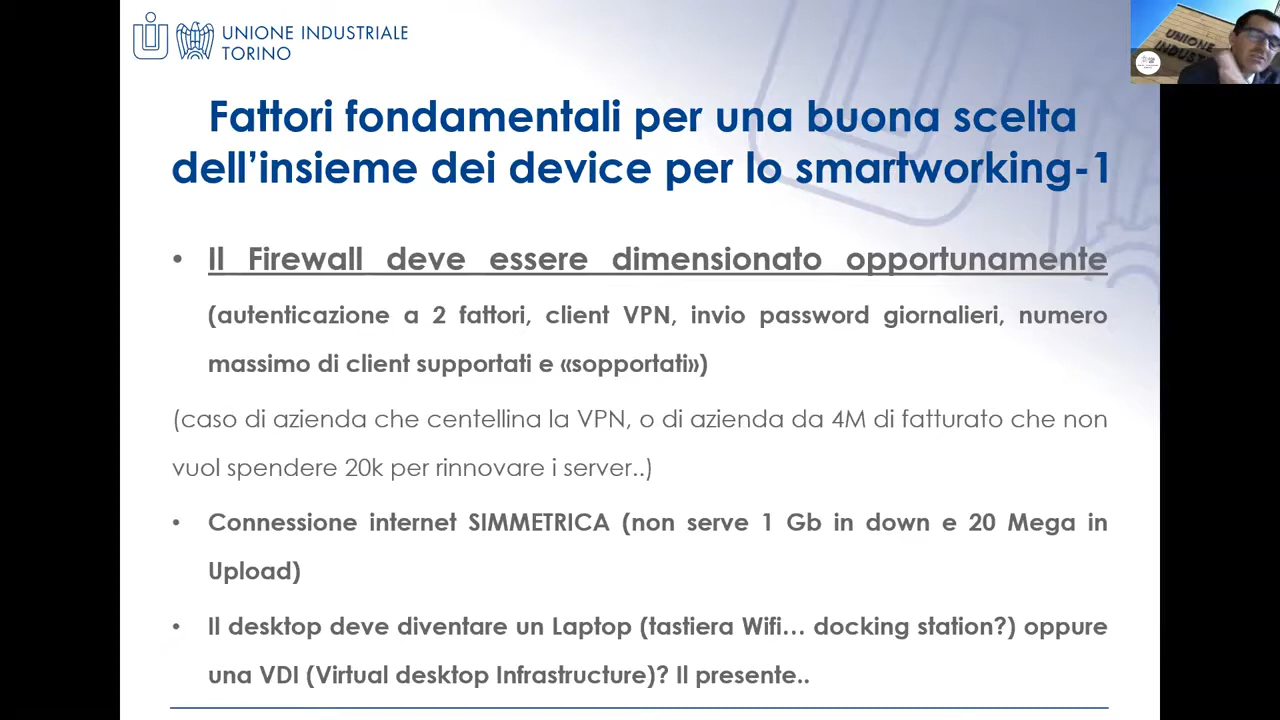 UNIONE INDUSTRIALE
TORINO
UNIONE
Fattori fondamentali per una buona scelta
dell’insieme dei device per lo smartworking-1
• Il Firewall deve essere dimensionato opportunamente
(autenticazione a 2 fattori, client VPN, invio password giornalieri, numero
massimo di client supportati e «sopportati»)
(caso di azienda che centellina la VPN, o di azienda da 4M di fatturato che non
vuol spendere 20k per rinnovare i server..)
• Connessione internet SIMMETRICA (non serve 1 Gb in down e 20 Mega in
Upload)
• Il desktop deve diventare un Laptop (tastiera Wifi… docking station?) oppure
una VDI (Virtual desktop Infrastructure)? Il presente..